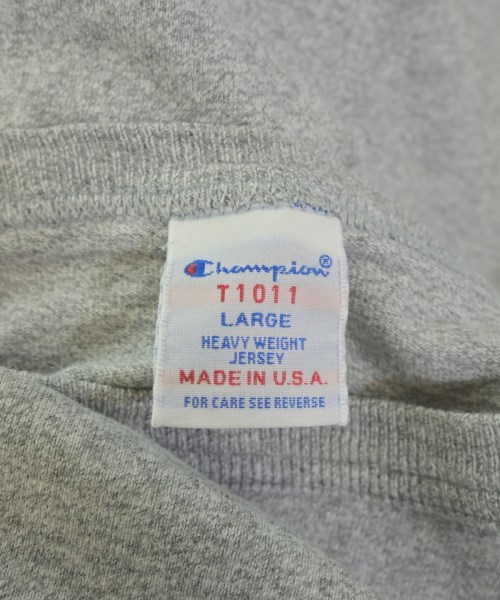 Champion®
T1011
LARGE
HEAVY WEIGHT
JERSEY
MADE IN U.S.A.
FOR CARE SEE REVERSE